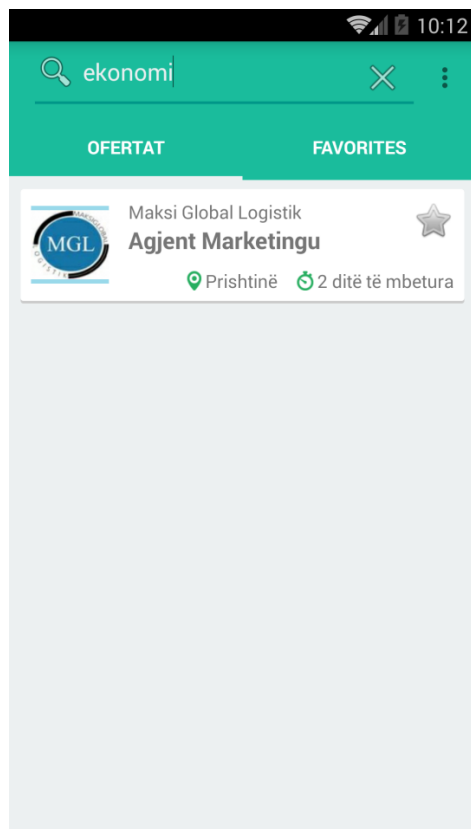 10:12
ekonomi
OFERTAT FAVORITES
Maksi Global Logistik
Agjent Marketingu
MGL
Prishtinë 2 ditë të mbetura